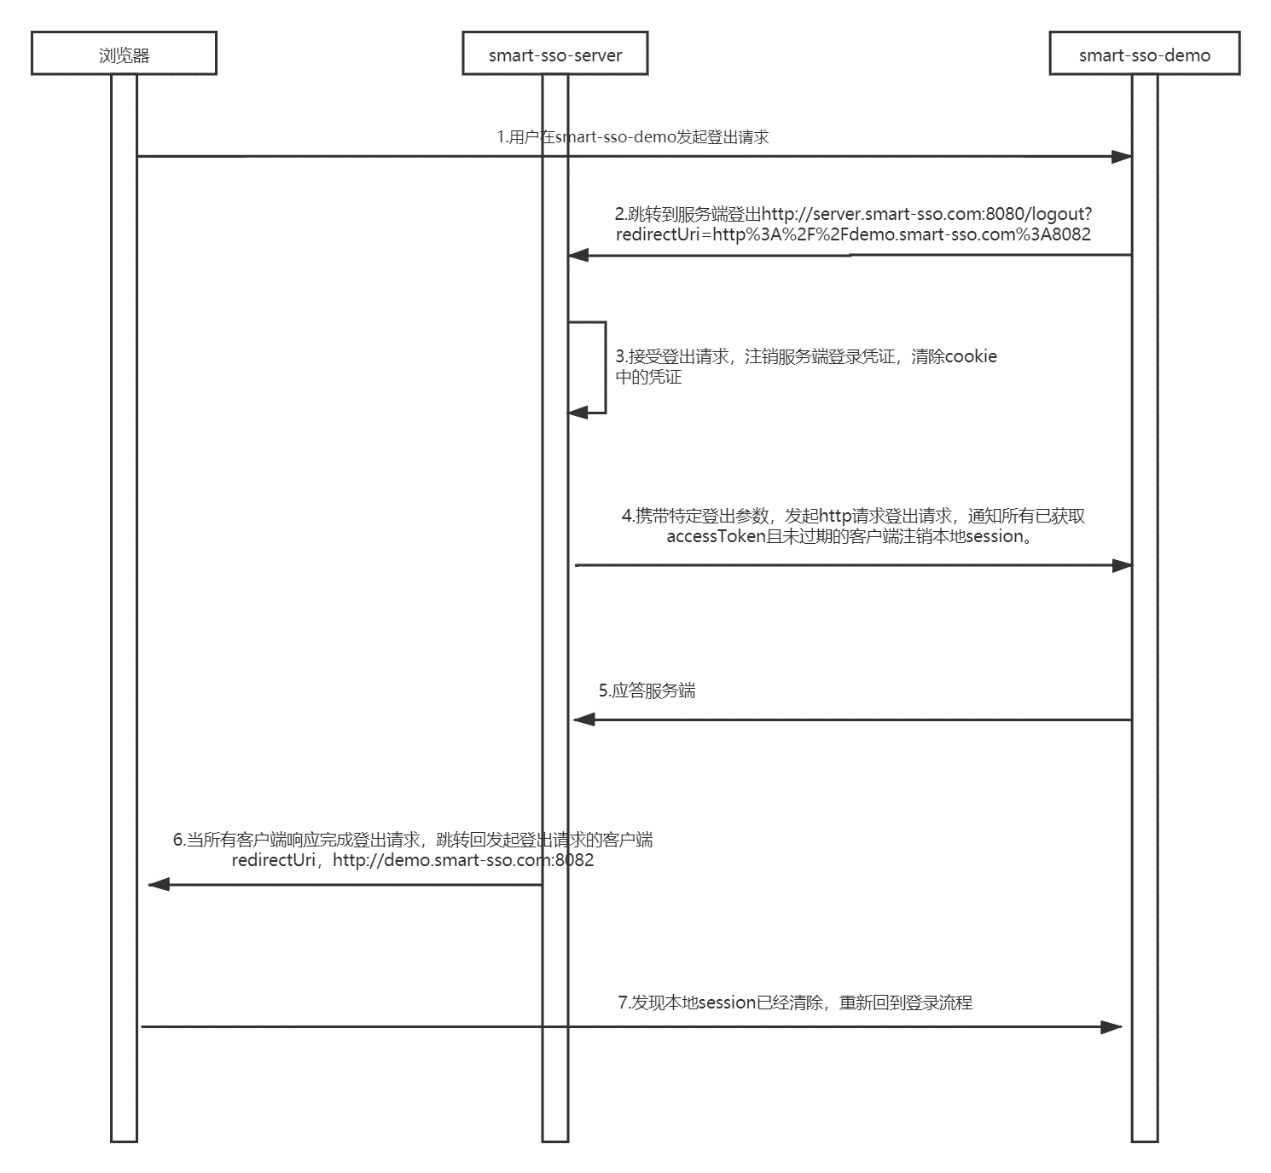 浏览器
smart-sso-server
smart-sso-demo
1.用户在smart-sso-demo发起登出请求
2.跳转到服务端登出http://server.smart-sso.com:8080/logout?
redirectUri=http%3A%2F%2Fdemo.smart-sso.com%3A8082
3.接受登出请求，注销服务端登录凭证，清除cookie
中的凭证
4.携带特定登出参数，发起http请求登出请求，通知所有已获取
accessToken且未过期的客户端注销本地session。
5.应答服务端
6.当所有客户端响应完成登出请求，跳转回发起登出请求的客户端
redirectUri，http://demo.smart-sso.com:8082
7.发现本地session已经清除，重新回到登录流程